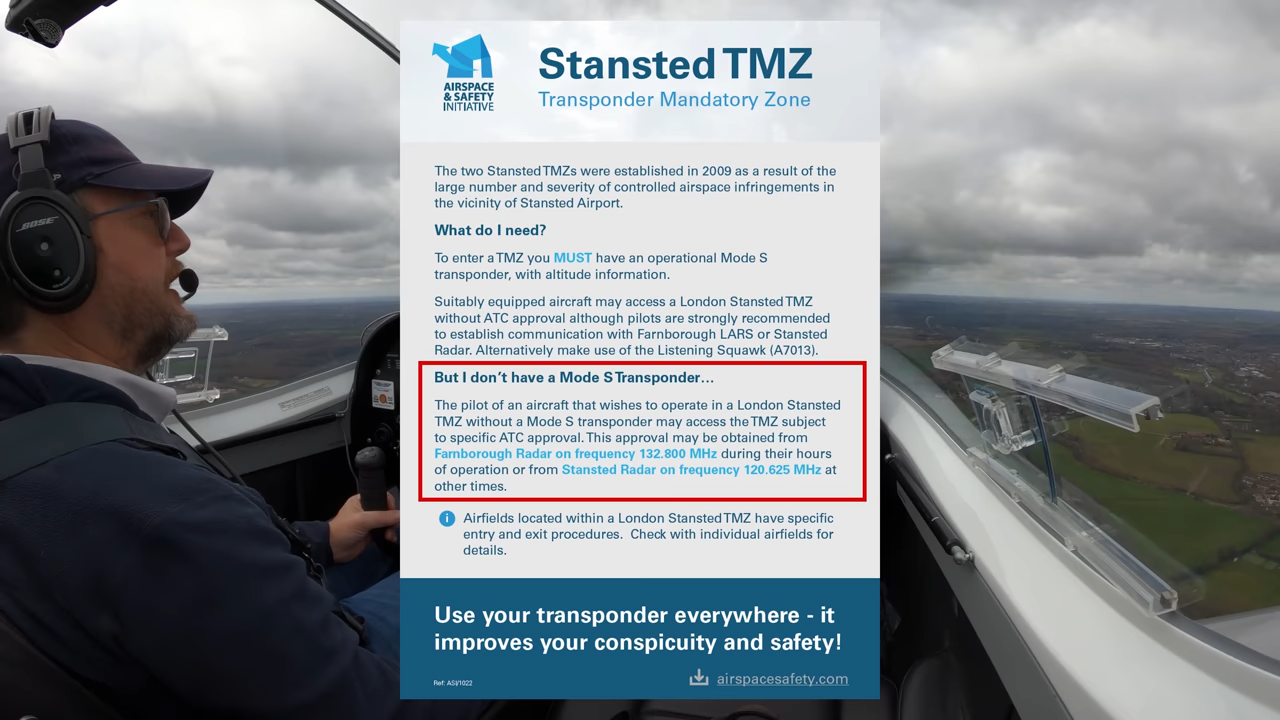 BOSE
AIRSPACE
& SAFETY
INITIATIVE
Stansted TMZ
Transponder Mandatory Zone
The two Stansted TMZs were established in 2009 as a result of the
large number and severity of controlled airspace infringements in
the vicinity of Stansted Airport.
What do I need?
To enter a TMZ you MUST have an operational Mode S
transponder, with altitude information.
Suitably equipped aircraft may access a London Stansted TMZ
without ATC approval although pilots are strongly recommended
to establish communication with Farnborough LARS or Stansted
Radar. Alternatively make use of the Listening Squawk (A7013).
But I don't have a Mode S Transponder...
The pilot of an aircraft that wishes to operate in a London Stansted
TMZ without a Mode S transponder may access the TMZ subject
to specific ATC approval. This approval may be obtained from
Farnborough Radar on frequency 132.800 MHz during their hours
of operation or from Stansted Radar on frequency 120.625 MHz at
other times.
i
Airfields located within a London Stansted TMZ have specific
entry and exit procedures. Check with individual airfields for
details.
Use your transponder everywhere - it
improves your conspicuity and safety!
Ref: ASI/1022
airspacesafety.com